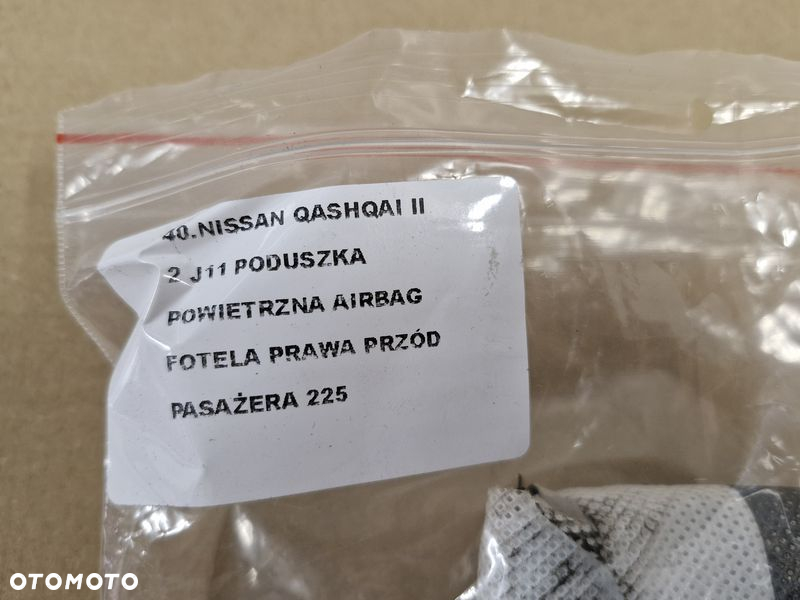 40.NISSAN QASHQAI II
2 J11 PODUSZKA
POWIETRZNA AIRBAG
FOTELA PRAWA PRZÓD
PASAŻERA 225
OTOMOTO